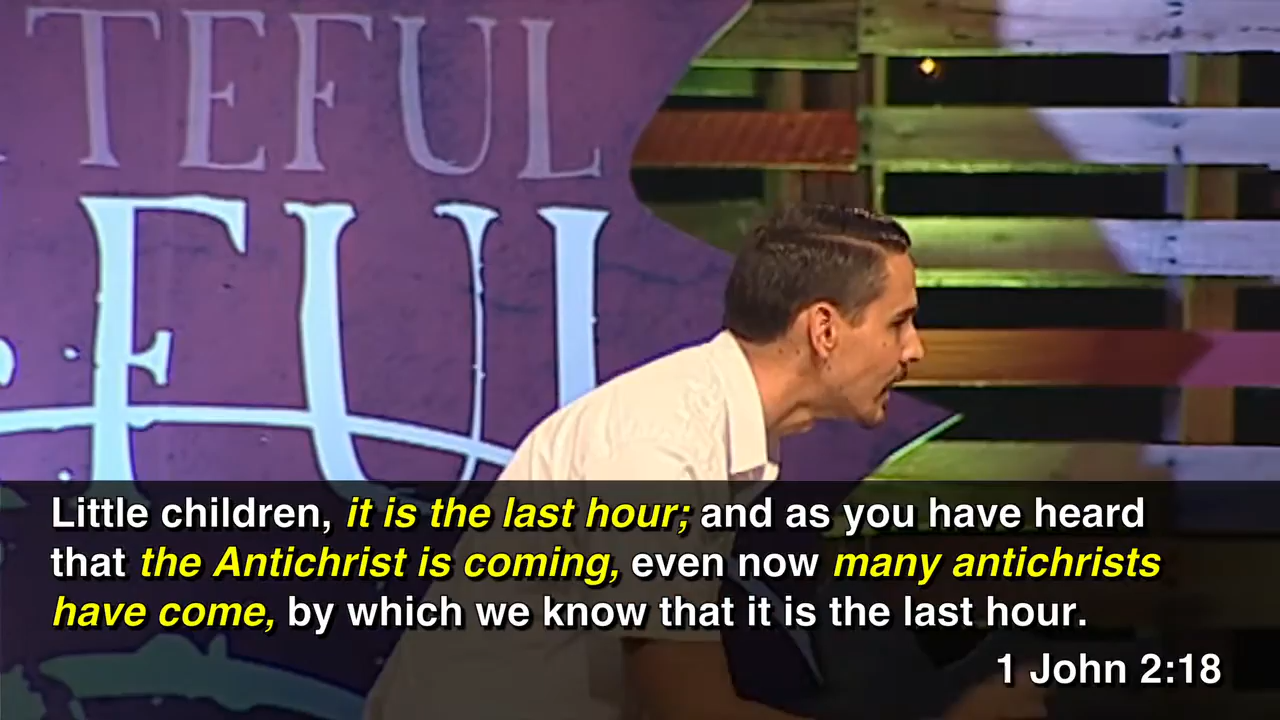 TEFUL
FUL
Little children, it is the last hour; and as you have heard
that the Antichrist is coming, even now many antichrists
have come, by which we know that it is the last hour.
1 John 2:18